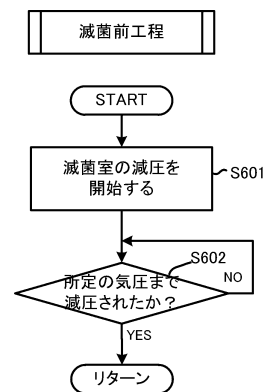 滅菌前工程
START
滅菌室の減圧を
開始する
S601
S602
所定の気圧まで
減圧されたか？
NO
YES
リターン